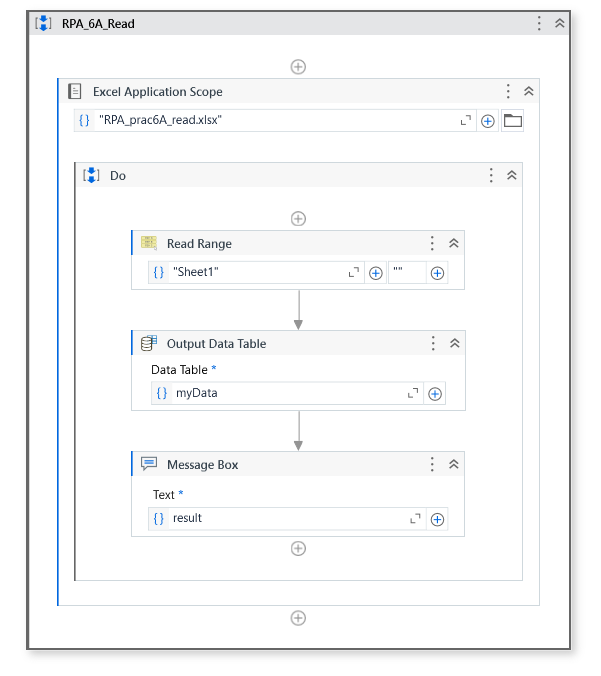 RPA_6A_Read
Excel Application Scope
{} "RPA_prac6A_read.xlsx"
Do
Read Range
{} "Sheet1" ""
Output Data Table
Data Table *
{} myData
Message Box
Text *
{} result